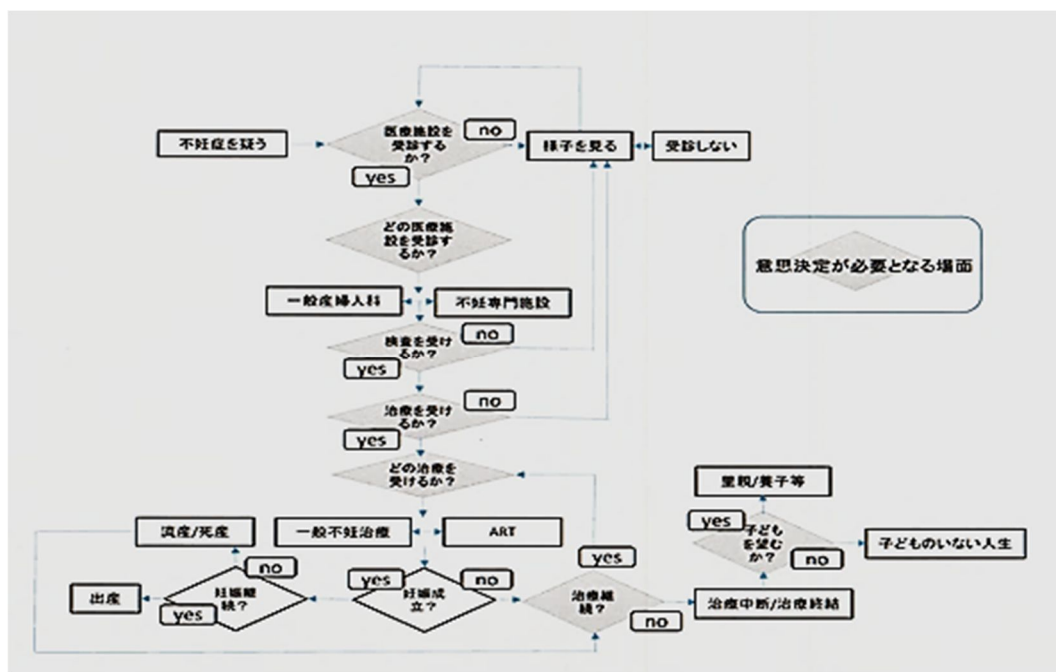 医療施設を
受診する
か？
no
yes
不妊症を疑う
様子を見る
受診しない
どの医療施
設を受診す
るか？
意思決定が必要となる場面
一般産婦人科
不妊専門施設
検査を受け
るか？
no
yes
治療を受け
るか？
no
yes
どの治療を
受けるか？
里親/養子等
流産/死産
一般不妊治療
ART
yes
子ども
を望む
か？
no
子どものいない人生
yes
no
妊娠継
続？
yes
出産
yes
妊娠成
立？
no
治療継
続？
no
治療中断/治療終結